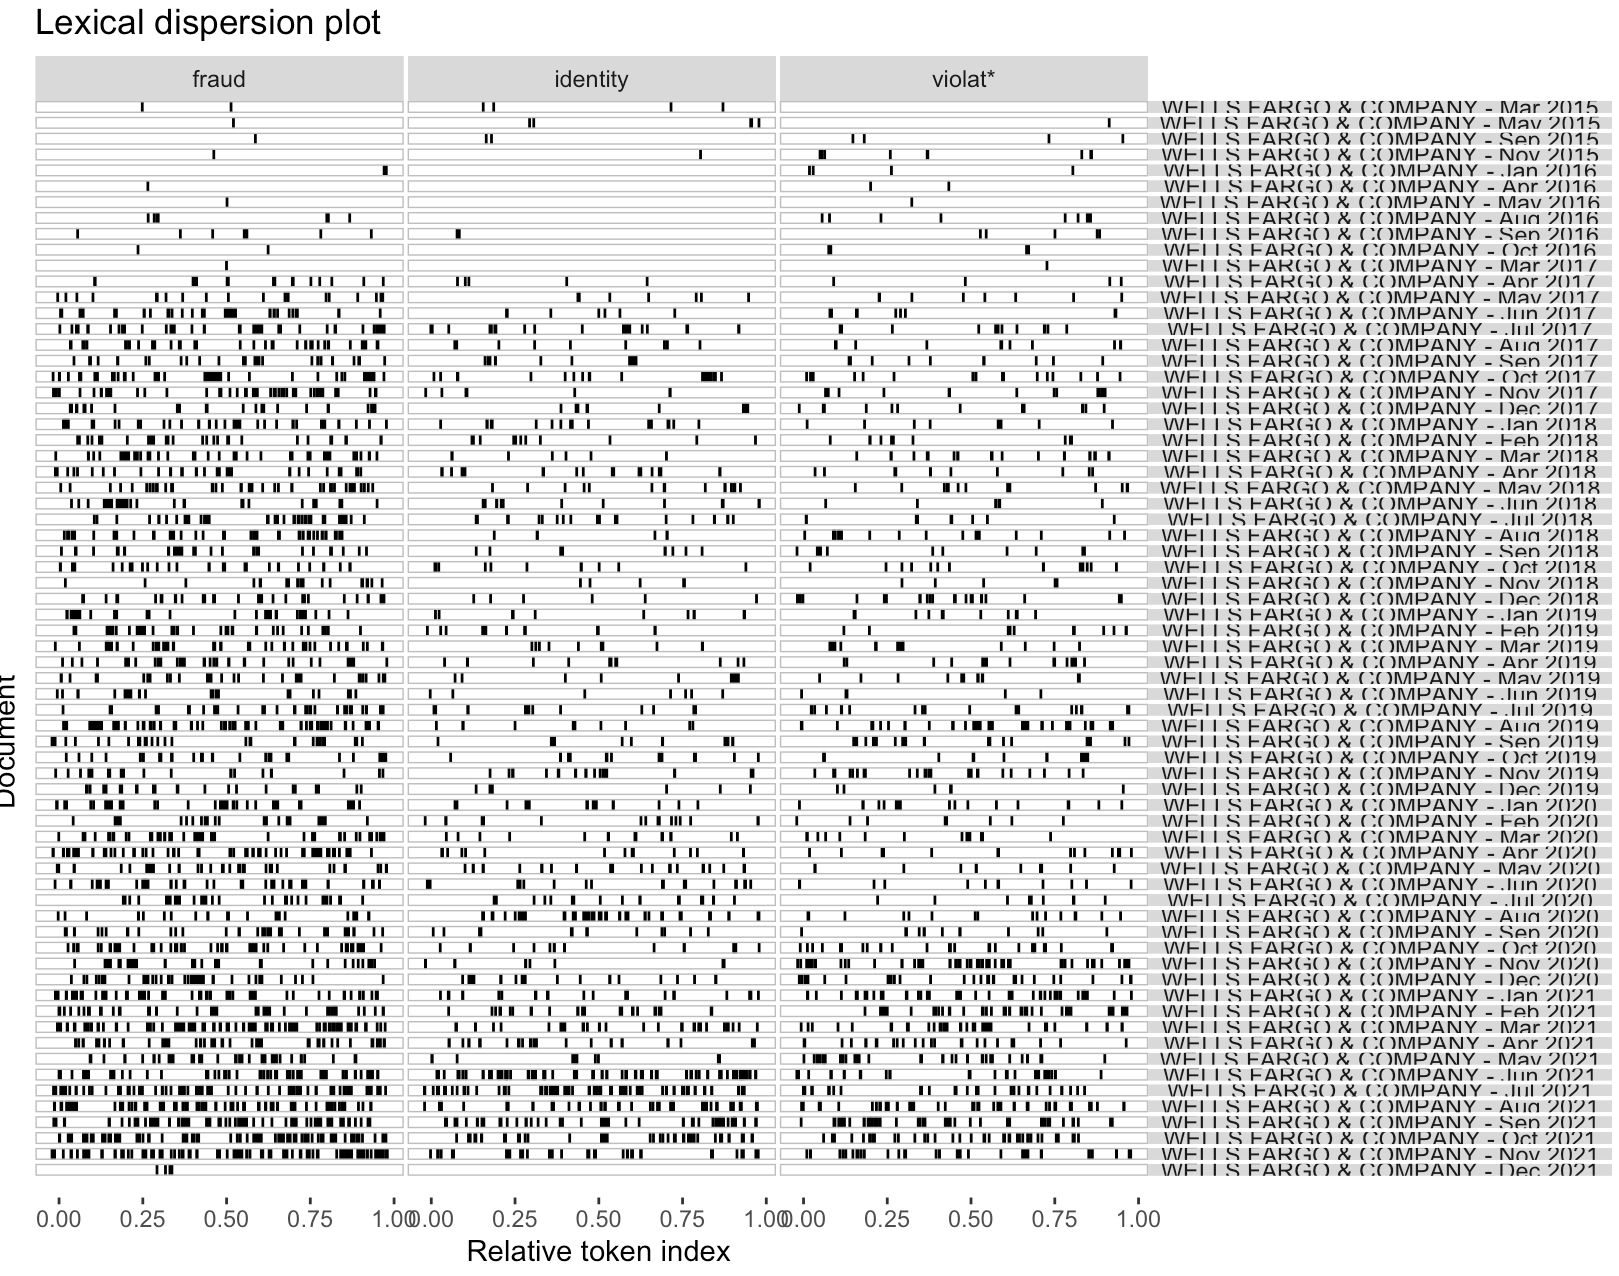 Lexical dispersion plot
fraud identity violat*
WELLS FARGO & COMPANY - Mar 2015
WELLS FARGO & COMPANY - May 2015
WELLS FARGO & COMPANY - Sep 2015
WELLS FARGO & COMPANY - Nov 2015
WELLS FARGO & COMPANY - Jan 2016
WELLS FARGO & COMPANY - Apr 2016
WELLS FARGO & COMPANY - May 2016
WELLS FARGO & COMPANY - Aug 2016
WELLS FARGO & COMPANY - Sep 2016
WELLS FARGO & COMPANY - Oct 2016
WELLS FARGO & COMPANY - Mar 2017
WELLS FARGO & COMPANY - Apr 2017
WELLS FARGO & COMPANY - May 2017
WELLS FARGO & COMPANY - Jun 2017
WELLS FARGO & COMPANY - Jul 2017
WELLS FARGO & COMPANY - Aug 2017
WELLS FARGO & COMPANY - Sep 2017
WELLS FARGO & COMPANY - Oct 2017
WELLS FARGO & COMPANY - Nov 2017
WELLS FARGO & COMPANY - Dec 2017
WELLS FARGO & COMPANY - Jan 2018
WELLS FARGO & COMPANY - Feb 2018
WELLS FARGO & COMPANY - Mar 2018
WELLS FARGO & COMPANY - Apr 2018
WELLS FARGO & COMPANY - May 2018
WELLS FARGO & COMPANY - Jun 2018
WELLS FARGO & COMPANY - Jul 2018
WELLS FARGO & COMPANY - Aug 2018
WELLS FARGO & COMPANY - Sep 2018
WELLS FARGO & COMPANY - Oct 2018
WELLS FARGO & COMPANY - Nov 2018
WELLS FARGO & COMPANY - Dec 2018
WELLS FARGO & COMPANY - Jan 2019
WELLS FARGO & COMPANY - Feb 2019
WELLS FARGO & COMPANY - Mar 2019
WELLS FARGO & COMPANY - Apr 2019
WELLS FARGO & COMPANY - May 2019
WELLS FARGO & COMPANY - Jun 2019
WELLS FARGO & COMPANY - Jul 2019
WELLS FARGO & COMPANY - Aug 2019
WELLS FARGO & COMPANY - Sep 2019
WELLS FARGO & COMPANY - Oct 2019
WELLS FARGO & COMPANY - Nov 2019
WELLS FARGO & COMPANY - Dec 2019
WELLS FARGO & COMPANY - Jan 2020
WELLS FARGO & COMPANY - Feb 2020
WELLS FARGO & COMPANY - Mar 2020
WELLS FARGO & COMPANY - Apr 2020
WELLS FARGO & COMPANY - May 2020
WELLS FARGO & COMPANY - Jun 2020
WELLS FARGO & COMPANY - Jul 2020
WELLS FARGO & COMPANY - Aug 2020
WELLS FARGO & COMPANY - Sep 2020
WELLS FARGO & COMPANY - Oct 2020
WELLS FARGO & COMPANY - Nov 2020
WELLS FARGO & COMPANY - Dec 2020
WELLS FARGO & COMPANY - Jan 2021
WELLS FARGO & COMPANY - Feb 2021
WELLS FARGO & COMPANY - Mar 2021
WELLS FARGO & COMPANY - Apr 2021
WELLS FARGO & COMPANY - May 2021
WELLS FARGO & COMPANY - Jun 2021
WELLS FARGO & COMPANY - Jul 2021
WELLS FARGO & COMPANY - Aug 2021
WELLS FARGO & COMPANY - Sep 2021
WELLS FARGO & COMPANY - Oct 2021
WELLS FARGO & COMPANY - Nov 2021
WELLS FARGO & COMPANY - Dec 2021
Document
0.00 0.25 0.50 0.75 1.00 0.00 0.25 0.50 0.75 1.00 0.00 0.25 0.50 0.75 1.00
Relative token index